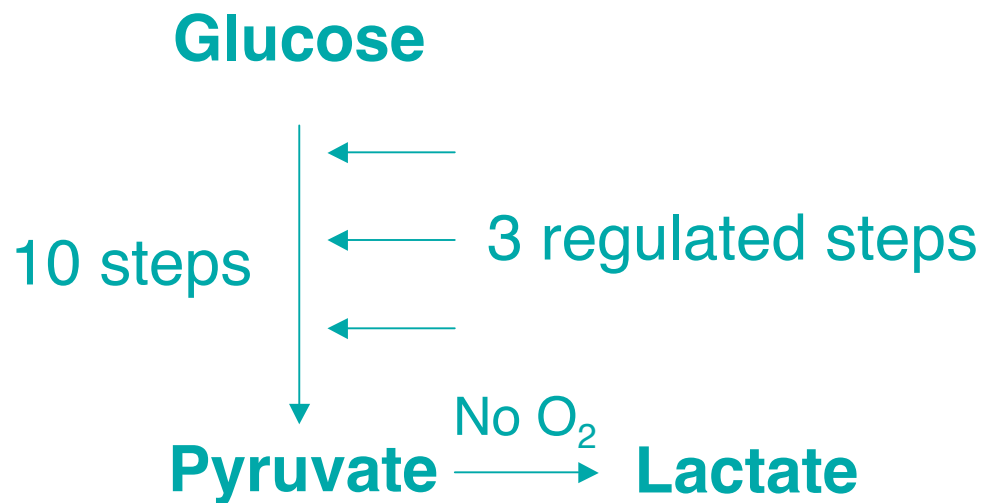 Glucose
3 regulated steps
10 steps
No O₂
Pyruvate
Lactate